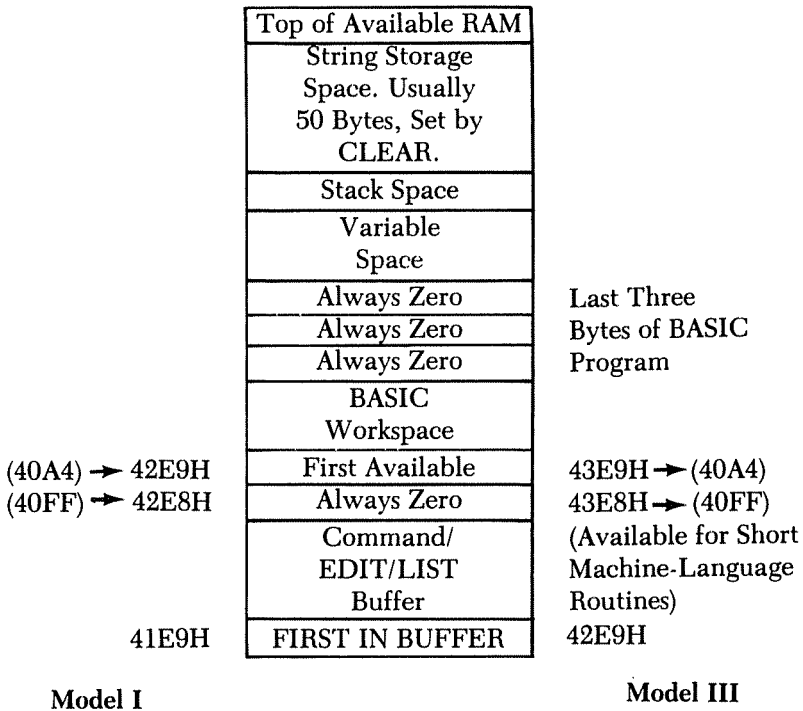 Top of Available RAM
String Storage
Space. Usually
50 Bytes, Set by
CLEAR.
Stack Space
Variable
Space
Always Zero Last Three
Always Zero Bytes of BASIC
Always Zero Program
BASIC
Workspace
(40A4) → 42E9H First Available 43E9H → (40A4)
(40FF) → 42E8H Always Zero 43E8H → (40FF)
Command/ (Available for Short
EDIT/LIST Machine-Language
Buffer Routines)
41E9H FIRST IN BUFFER 42E9H
Model I Model III